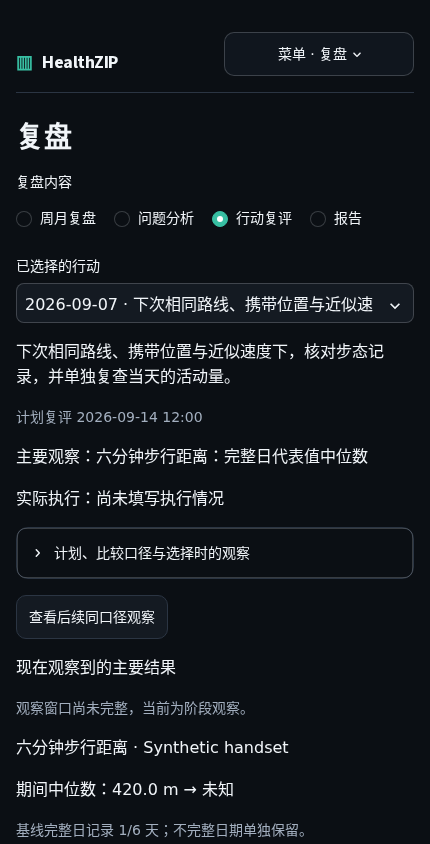 HealthZIP
菜单 · 复盘
复盘
复盘内容
周月复盘 问题分析 行动复评 报告
已选择的行动
2026-09-07 · 下次相同路线、携带位置与近似速
下次相同路线、携带位置与近似速度下，核对步态记
录，并单独复查当天的活动量。
计划复评 2026-09-14 12:00
主要观察：六分钟步行距离：完整日代表值中位数
实际执行：尚未填写执行情况
计划、比较口径与选择时的观察
查看后续同口径观察
现在观察到的主要结果
观察窗口尚未完整，当前为阶段观察。
六分钟步行距离 · Synthetic handset
期间中位数：420.0 m → 未知
基线完整日记录 1/6 天；不完整日期单独保留。